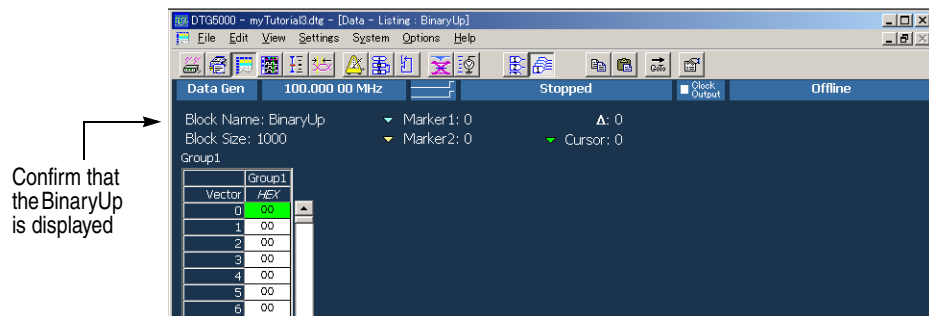 DTG5000 - myTutorial3.dtg - [Data - Listing : BinaryUp]
File Edit View Settings System Options Help
Goto
Data Gen 100.000 00 MHz Stopped Clock Output Offline
Block Name: BinaryUp Marker1: 0 Δ: 0
Block Size: 1000 Marker2: 0 Cursor: 0
Group1
Confirm that
the BinaryUp
is displayed
Group1
Vector HEX
0 00
1 00
2 00
3 00
4 00
5 00
6 00